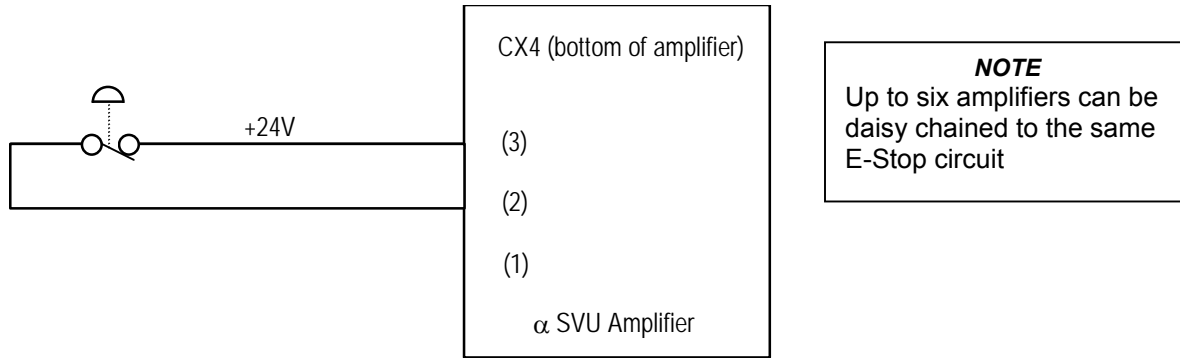 CX4 (bottom of amplifier)
+24V
(3)
(2)
(1)
α SVU Amplifier
NOTE
Up to six amplifiers can be
daisy chained to the same
E-Stop circuit